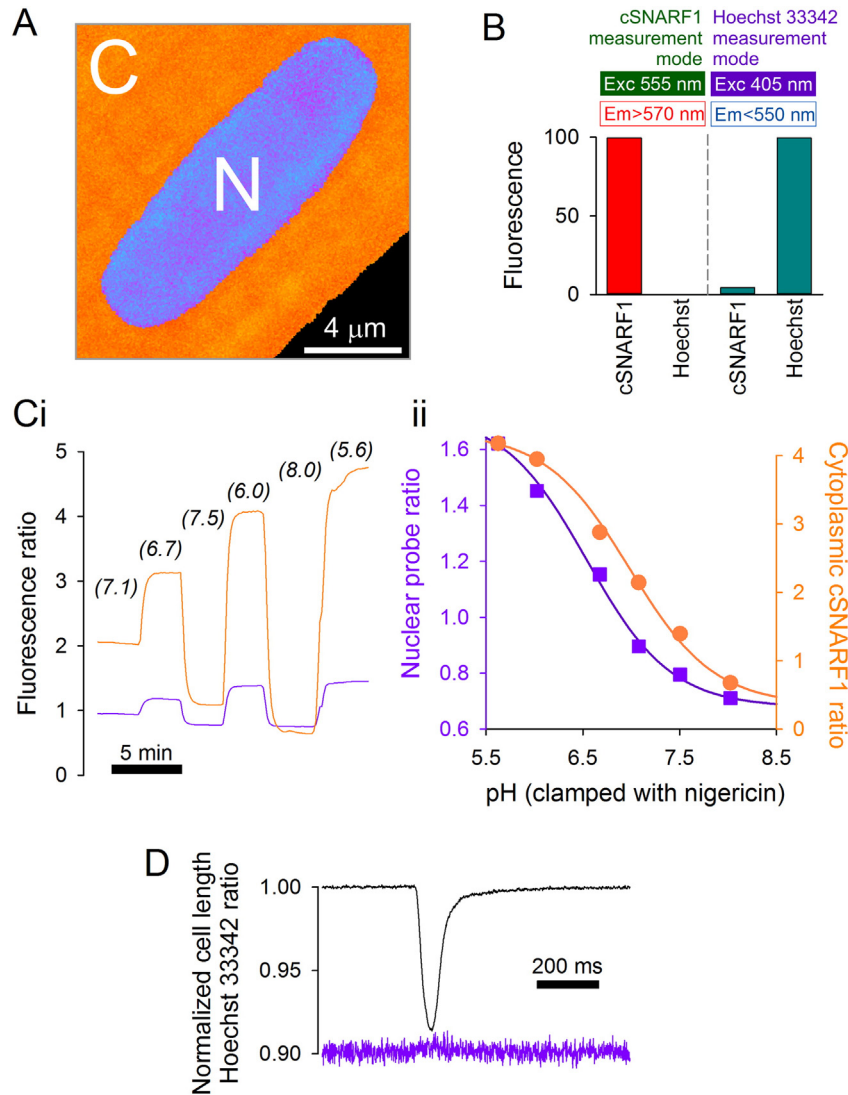 A
C
N
4 μm
B
cSNARF1
measurement
mode
Hoechst 33342
measurement
mode
Exc 555 nm
Exc 405 nm
Em>570 nm
Em<550 nm
Fluorescence
100
50
0
cSNARF1
Hoechst
cSNARF1
Hoechst
Ci
Fluorescence ratio
5
4
3
2
1
0
(7.1)
(6.7)
(7.5)
(6.0)
(8.0)
(5.6)
5 min
ii
Nuclear probe ratio
1.6
1.4
1.2
1.0
0.8
0.6
Cytoplasmic cSNARF1 ratio
4
3
2
1
0
5.5 6.5 7.5 8.5
pH (clamped with nigericin)
D
Normalized cell length
Hoechst 33342 ratio
1.00
0.95
0.90
200 ms